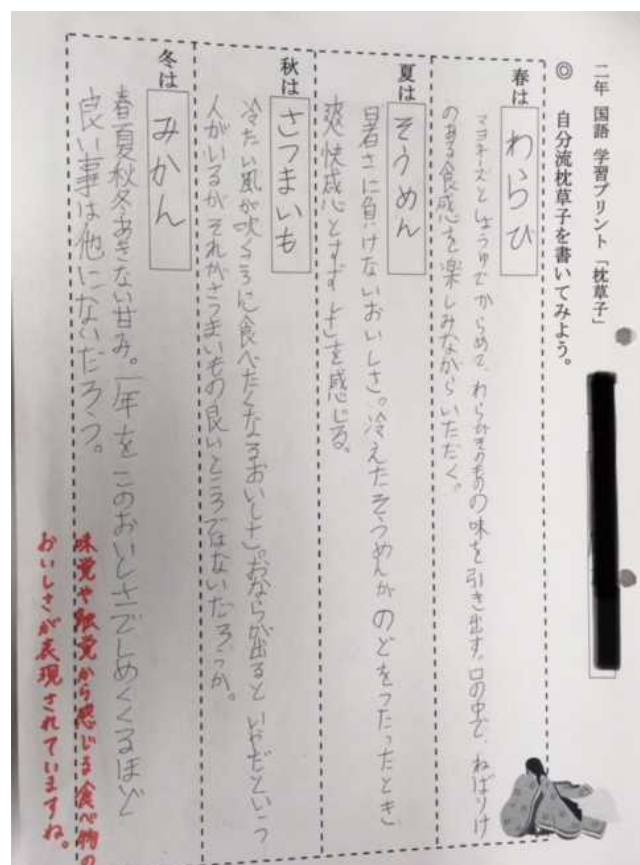 二年 国語 学習プリント「枕草子」
◎ 自分流枕草子を書いてみよう。
春は わらび
マヨネーズとしょうゆでからめて、わらびそのものの味を引き出す。口の中で、ねばりけ
のある食感を楽しみながらいただく。
夏は そうめん
暑さに負けないおいしさ。冷えたそうめんがのどをつたったとき、
爽快感とすずしさを感じる。
秋は さつまいも
冷たい風が吹くころに食べたくなるおいしさ。おならが出るといやだという
人がいるがそれがさつまいもの良いところではないだろうか。
冬は みかん
春夏秋冬あきない甘み。一年をこのおいしさでしめくくるほど
良い事は他にないだろう。
味覚や触覚から感じる食べ物の
おいしさが表現されていますね。